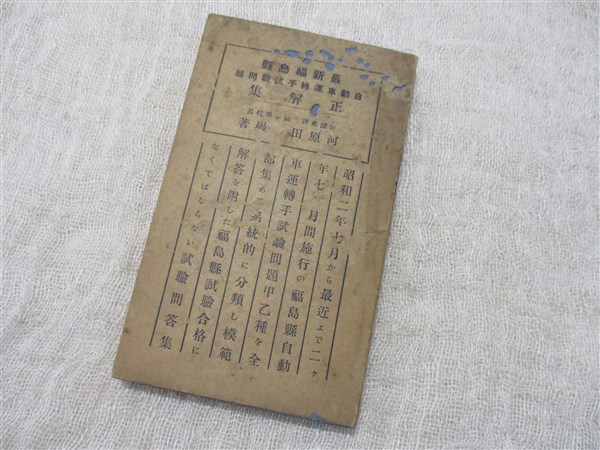 最新福島縣
自動車運轉手試驗問題
正解集
河原田　　著
昭和二年七月から最近まで二ヶ
年七　月間施行の福島縣自動
車運轉手試驗問題甲乙種を全
部集め　系統的に分類し模範
解答を附した福島縣試驗合格に
なくてはならない試驗問答集